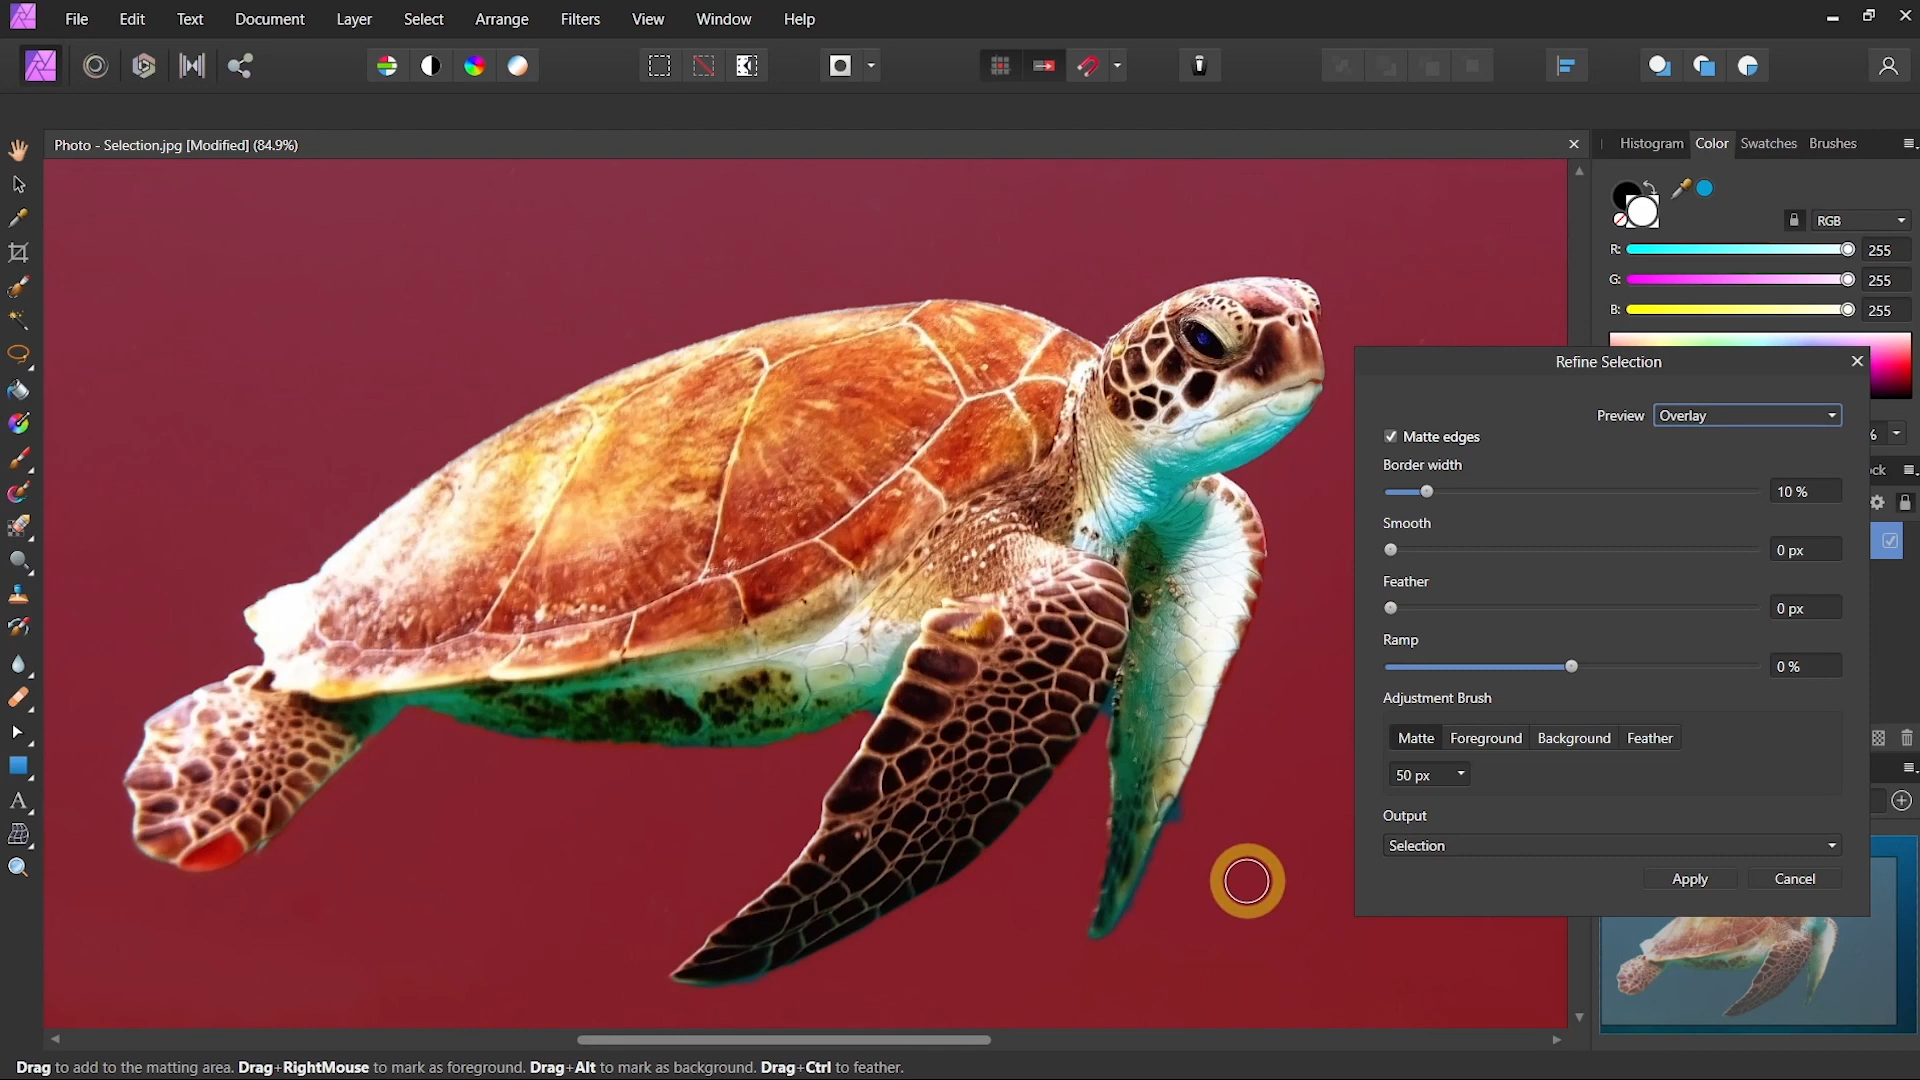 File Edit Text Document Layer Select Arrange Filters View Window Help
Photo - Selection.jpg [Modified] (84.9%)
Histogram Color Swatches Brushes
RGB
R: 255
G: 255
B: 255
Refine Selection
Preview Overlay
%
Matte edges
Border width
ock
10 %
Smooth
0 px
Feather
0 px
Ramp
0 %
Adjustment Brush
Matte Foreground Background Feather
50 px
Output
Selection
Apply Cancel
Drag to add to the matting area. Drag+RightMouse to mark as foreground. Drag+Alt to mark as background. Drag+Ctrl to feather.